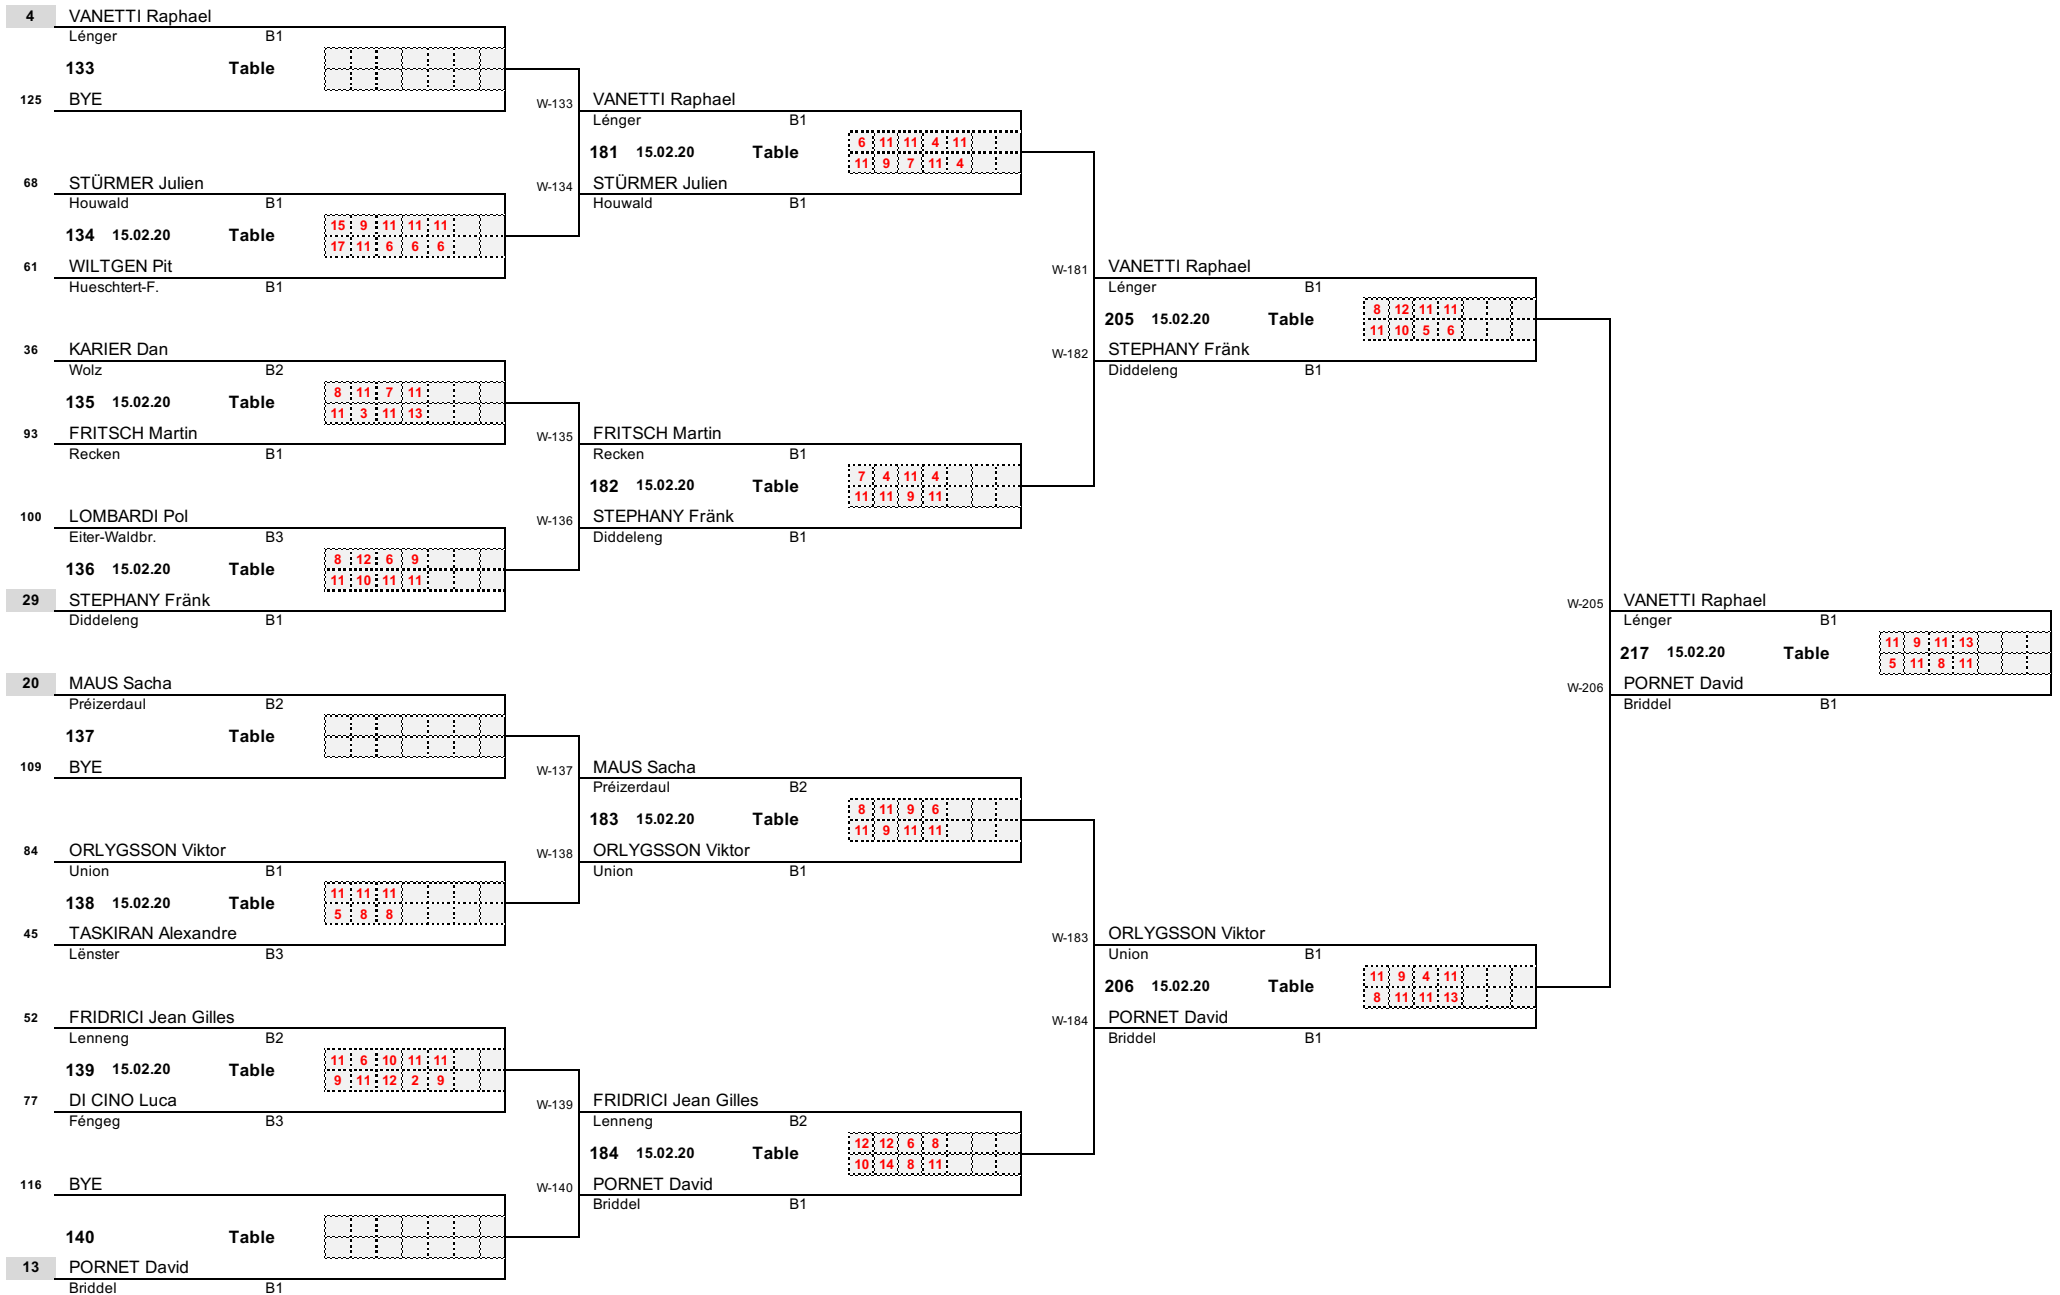 4 VANETTI Raphael
Lénger B1
133 Table
125 BYE
W-133 VANETTI Raphael
Lénger B1
6 11 11 4 11
181 15.02.20 Table
11 9 7 11 4
68 STÜRMER Julien
W-134 STÜRMER Julien
Houwald B1
Houwald B1
15 9 11 11 11
134 15.02.20 Table
17 11 6 6 6
61 WILTGEN Pit
Hueschtert-F. B1
W-181 VANETTI Raphael
Lénger B1
8 12 11 11
205 15.02.20 Table
11 10 5 6
36 KARIER Dan
Wolz B2
W-182 STEPHANY Fränk
Diddeleng B1
8 11 7 11
135 15.02.20 Table
11 3 11 13
93 FRITSCH Martin
Recken B1
W-135 FRITSCH Martin
Recken B1
7 4 11 4
182 15.02.20 Table
11 11 9 11
100 LOMBARDI Pol
Eiter-Waldbr. B3
W-136 STEPHANY Fränk
Diddeleng B1
8 12 6 9
136 15.02.20 Table
11 10 11 11
29 STEPHANY Fränk
Diddeleng B1
W-205 VANETTI Raphael
Lénger B1
11 9 11 13
217 15.02.20 Table
5 11 8 11
20 MAUS Sacha
Préizerdaul B2
W-206 PORNET David
Briddel B1
137 Table
109 BYE
W-137 MAUS Sacha
Préizerdaul B2
8 11 9 6
183 15.02.20 Table
11 9 11 11
84 ORLYGSSON Viktor
Union B1
W-138 ORLYGSSON Viktor
Union B1
11 11 11
138 15.02.20 Table
5 8 8
45 TASKIRAN Alexandre
Lënster B3
W-183 ORLYGSSON Viktor
Union B1
11 9 4 11
206 15.02.20 Table
8 11 11 13
52 FRIDRICI Jean Gilles
Lenneng B2
W-184 PORNET David
Briddel B1
11 6 10 11 11
139 15.02.20 Table
9 11 12 2 9
77 DI CINO Luca
Féngeg B3
W-139 FRIDRICI Jean Gilles
Lenneng B2
12 12 6 8
184 15.02.20 Table
10 14 8 11
116 BYE
W-140 PORNET David
Briddel B1
140 Table
13 PORNET David
Briddel B1